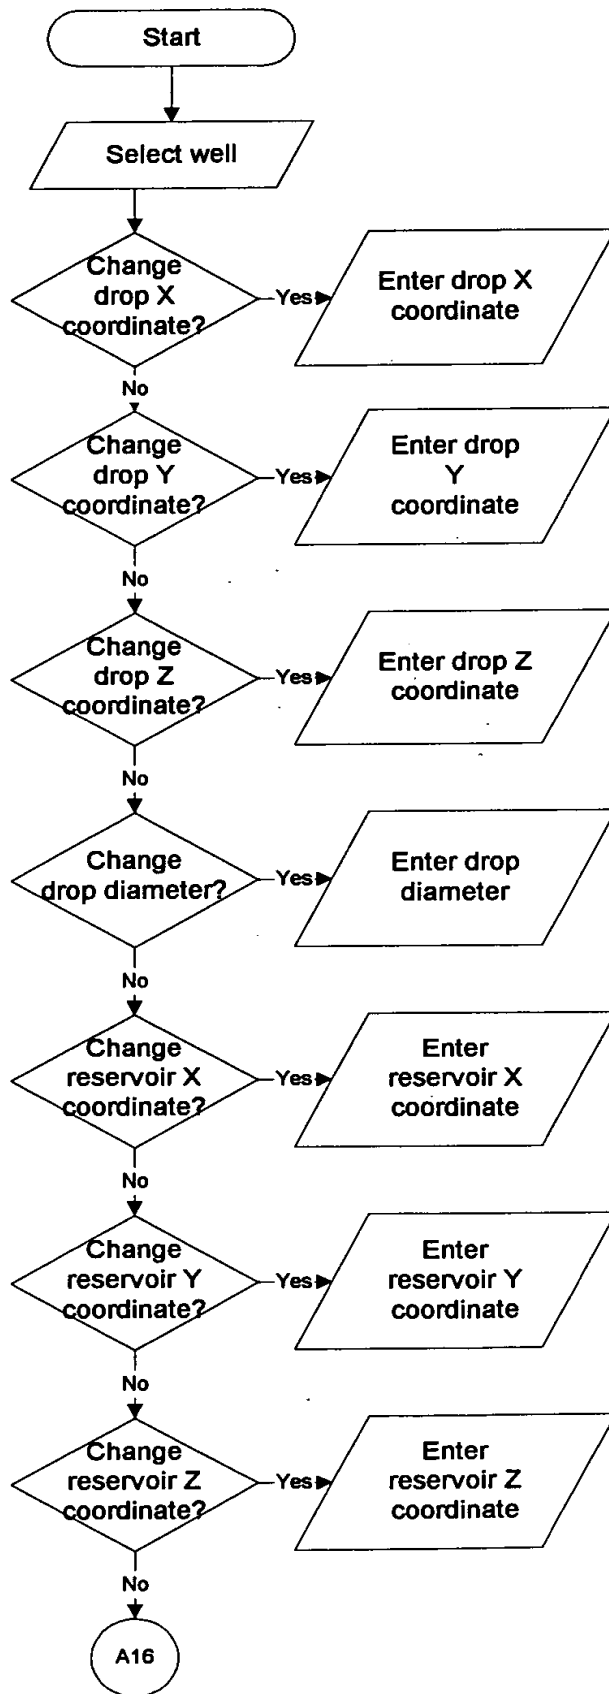 Start
Select well
Change
drop X
coordinate?
Yes
Enter drop X
coordinate
No
Change
drop Y
coordinate?
Yes
Enter drop
Y
coordinate
No
Change
drop Z
coordinate?
Yes
Enter drop Z
coordinate
No
Change
drop diameter?
Yes
Enter drop
diameter
No
Change
reservoir X
coordinate?
Yes
Enter
reservoir X
coordinate
No
Change
reservoir Y
coordinate?
Yes
Enter
reservoir Y
coordinate
No
Change
reservoir Z
coordinate?
Yes
Enter
reservoir Z
coordinate
No
A16